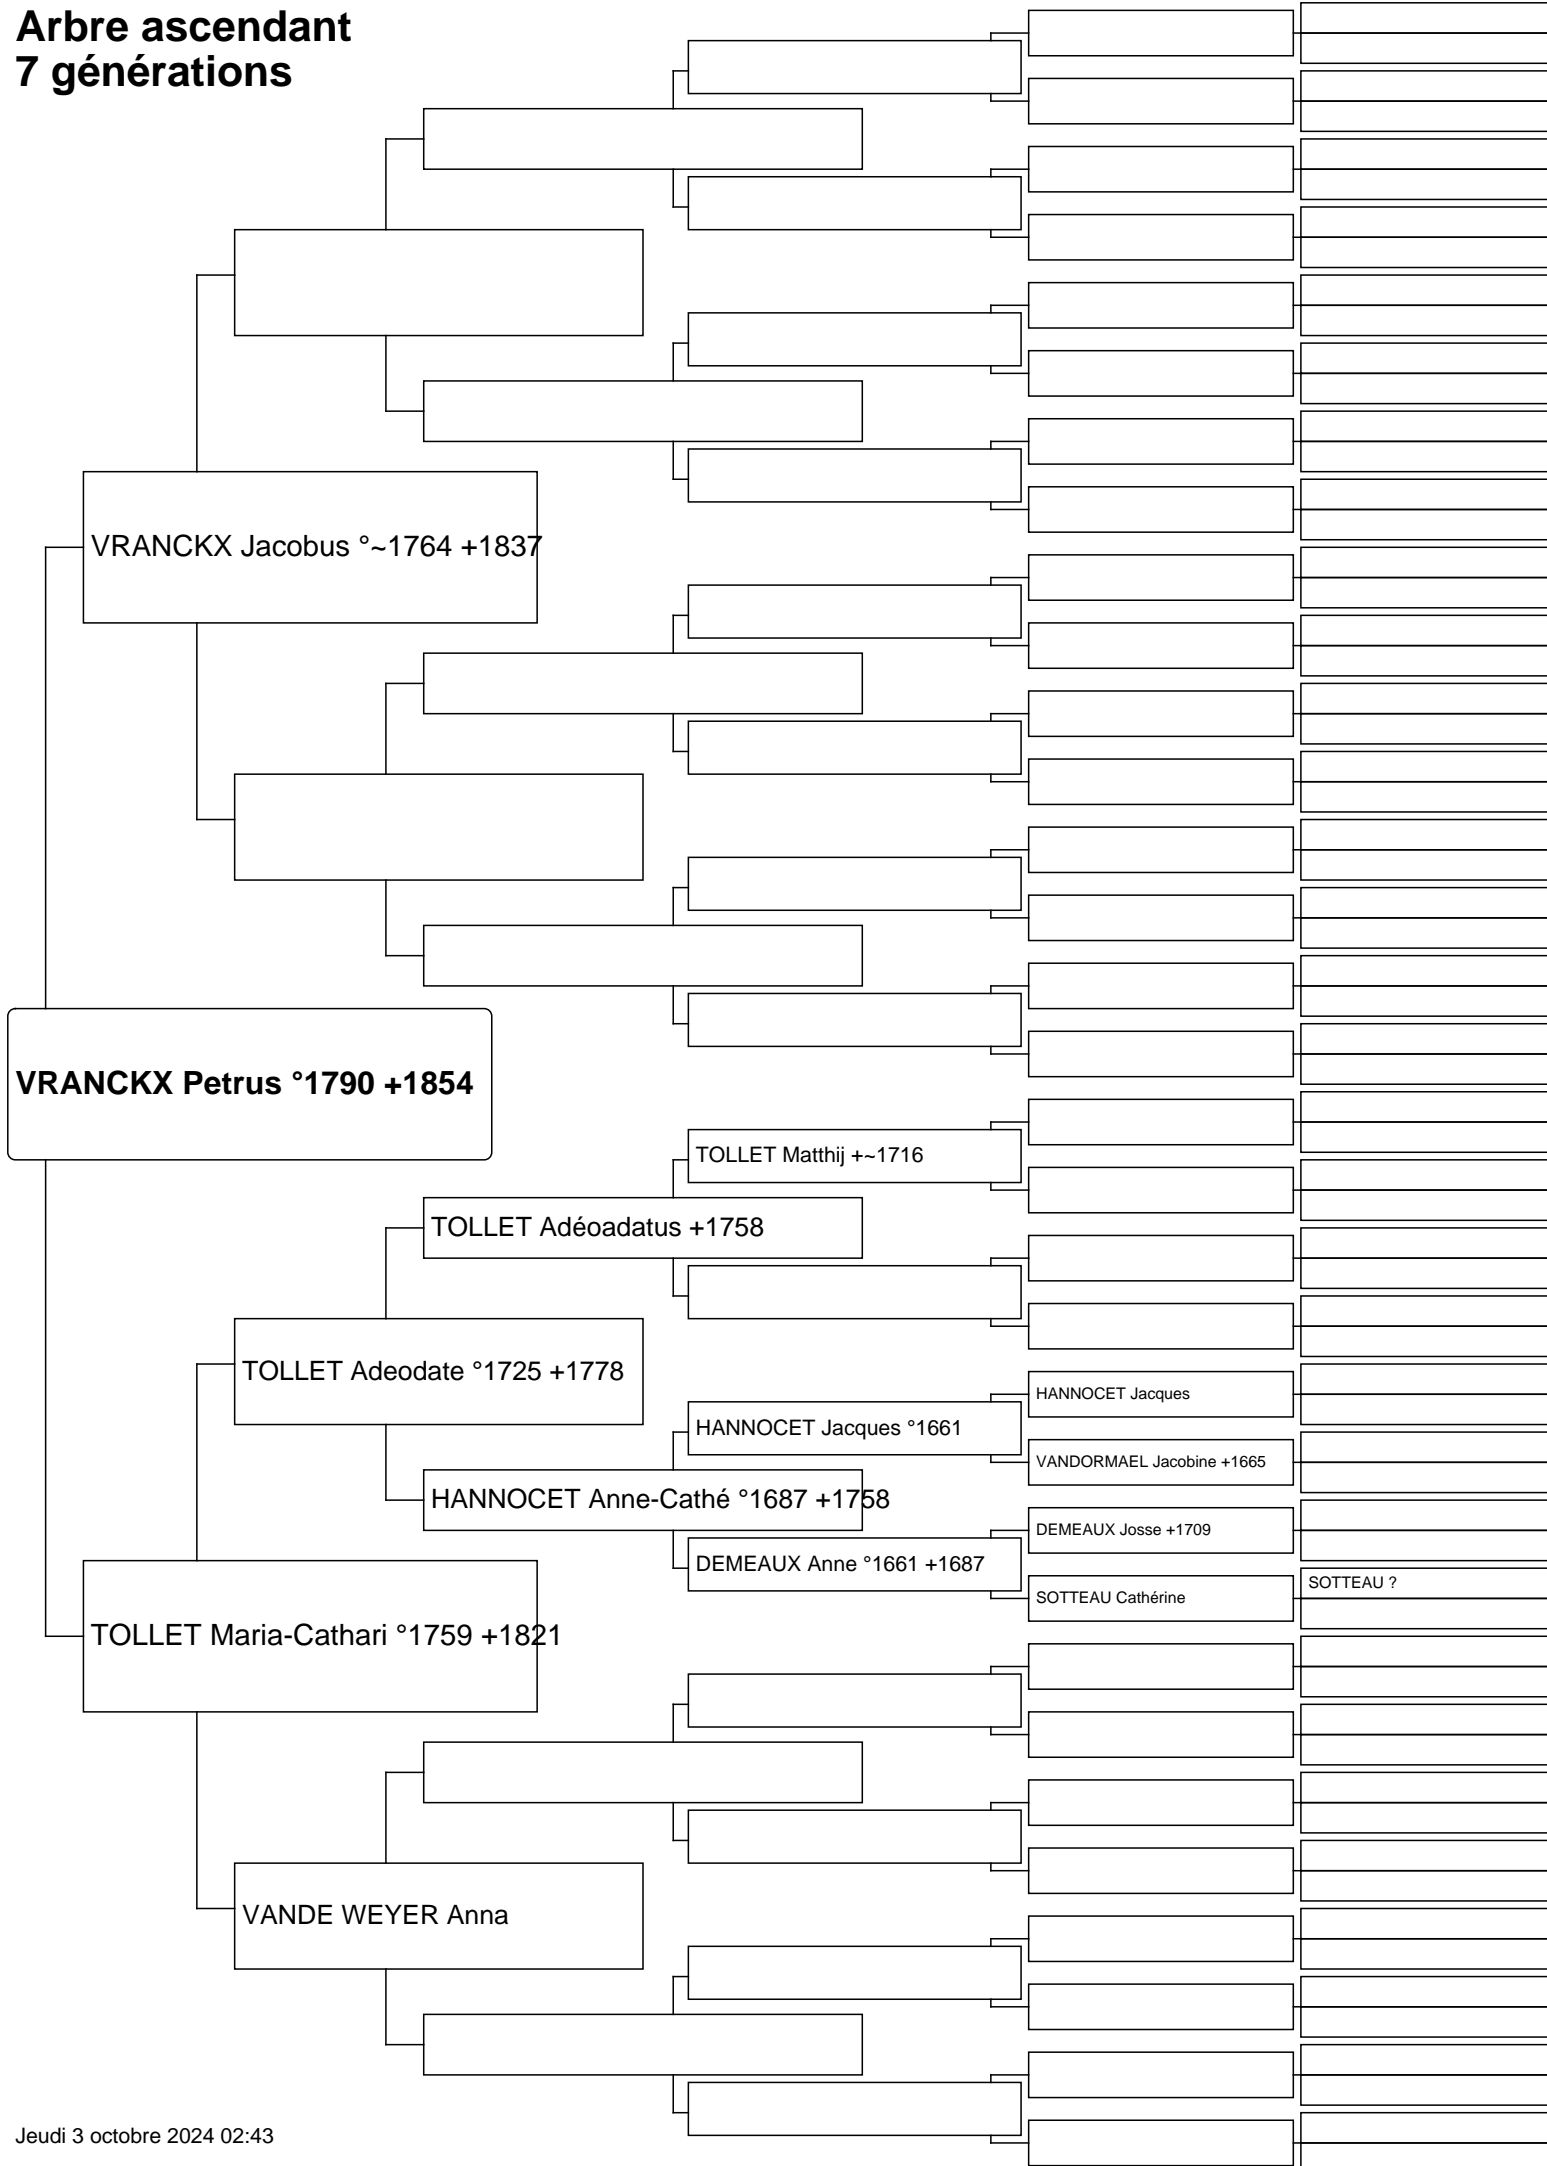 Arbre ascendant
7 générations
VRANCKX Jacobus °~1764 +1837
VRANCKX Petrus °1790 +1854
TOLLET Matthij +~1716
TOLLET Adéoadatus +1758
TOLLET Adeodate °1725 +1778
HANNOCET Jacques
HANNOCET Jacques °1661
VANDORMAEL Jacobine +1665
HANNOCET Anne-Cathé °1687 +1758
DEMEAUX Josse +1709
DEMEAUX Anne °1661 +1687
SOTTEAU ?
SOTTEAU Cathérine
TOLLET Maria-Cathari °1759 +1821
VANDE WEYER Anna
Jeudi 3 octobre 2024 02:43